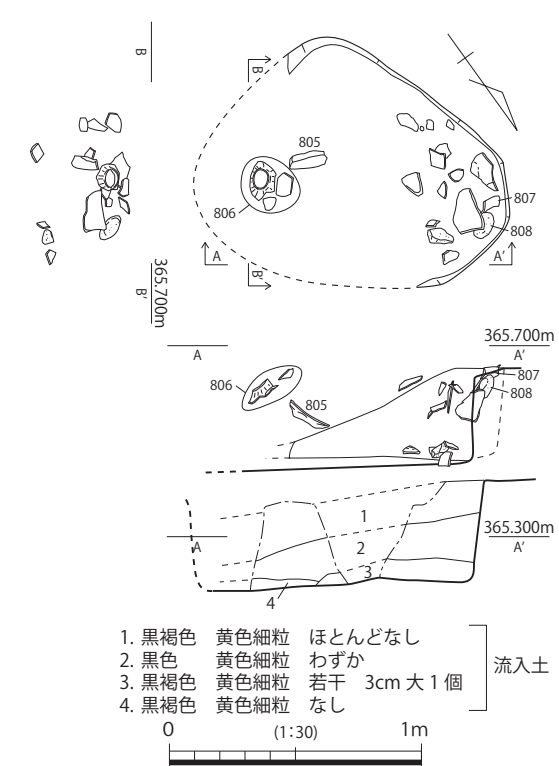 B
B
805
806
807
808
A
A'
B'
B'
365.700m
365.700m
A
A'
806
805
807
808
1
365.300m
A
A'
2
3
4
1. 黒褐色 黄色細粒 ほとんどなし
2. 黒色 黄色細粒 わずか
3. 黒褐色 黄色細粒 若干 3cm 大 1 個
4. 黒褐色 黄色細粒 なし
流入土
0 (1:30) 1m